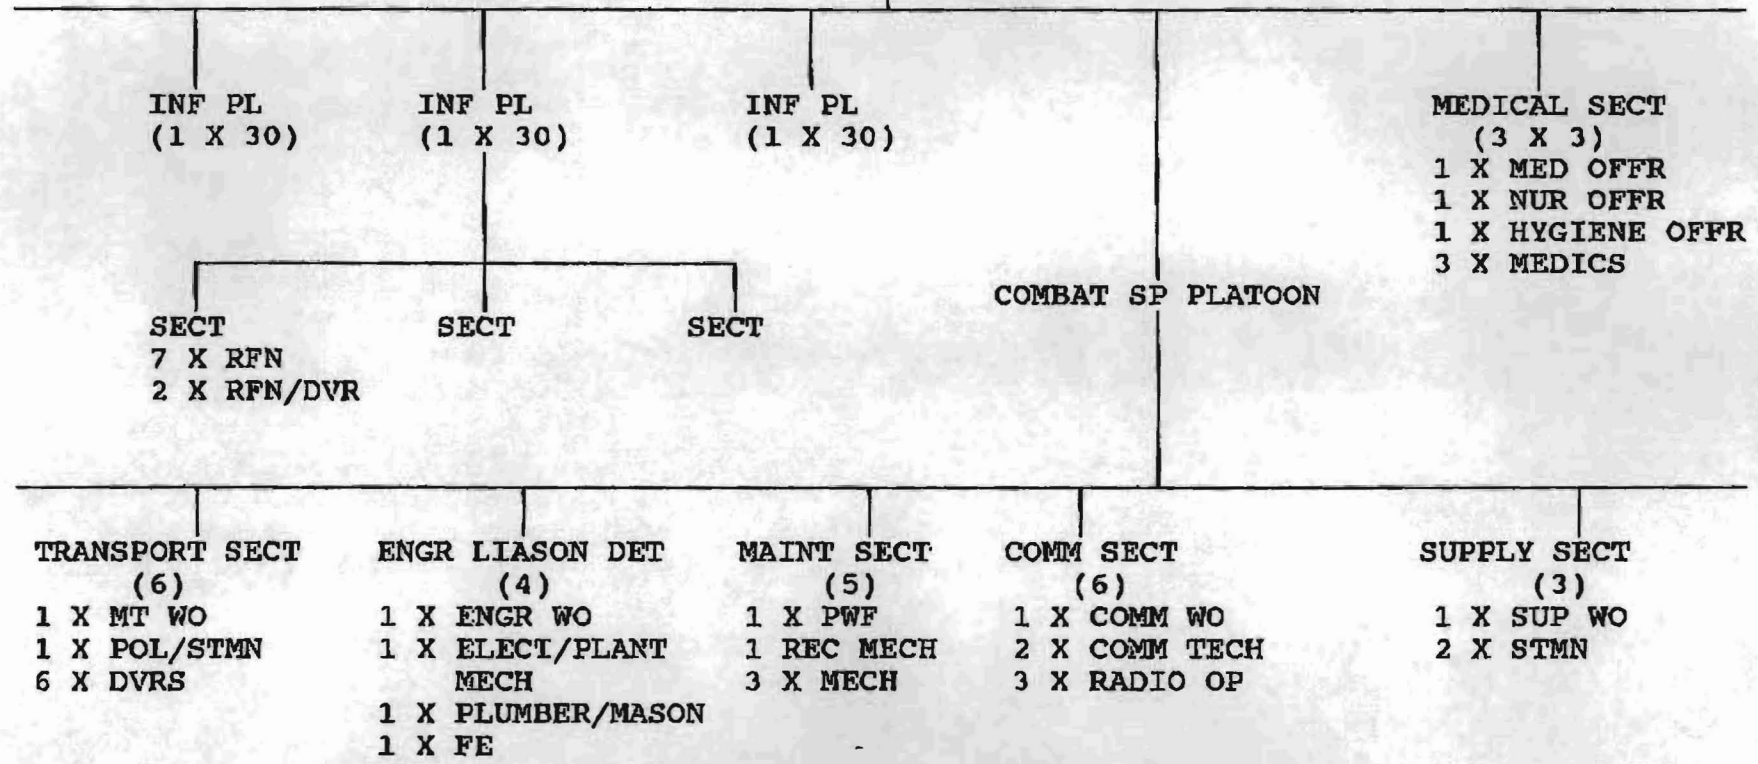 INF PL
(1 X 30)
INF PL
(1 X 30)
INF PL
(1 X 30)
MEDICAL SECT
(3 X 3)
1 X MED OFFR
1 X NUR OFFR
1 X HYGIENE OFFR
3 X MEDICS
COMBAT SP PLATOON
SECT
7 X RFN
2 X RFN/DVR
SECT
SECT
TRANSPORT SECT
(6)
1 X MT WO
1 X POL/STMN
6 X DVRS
ENGR LIASON DET
(4)
1 X ENGR WO
1 X ELECT/PLANT
MECH
1 X PLUMBER/MASON
1 X FE
MAINT SECT
(5)
1 X PWF
1 REC MECH
3 X MECH
COMM SECT
(6)
1 X COMM WO
2 X COMM TECH
3 X RADIO OP
SUPPLY SECT
(3)
1 X SUP WO
2 X STMN